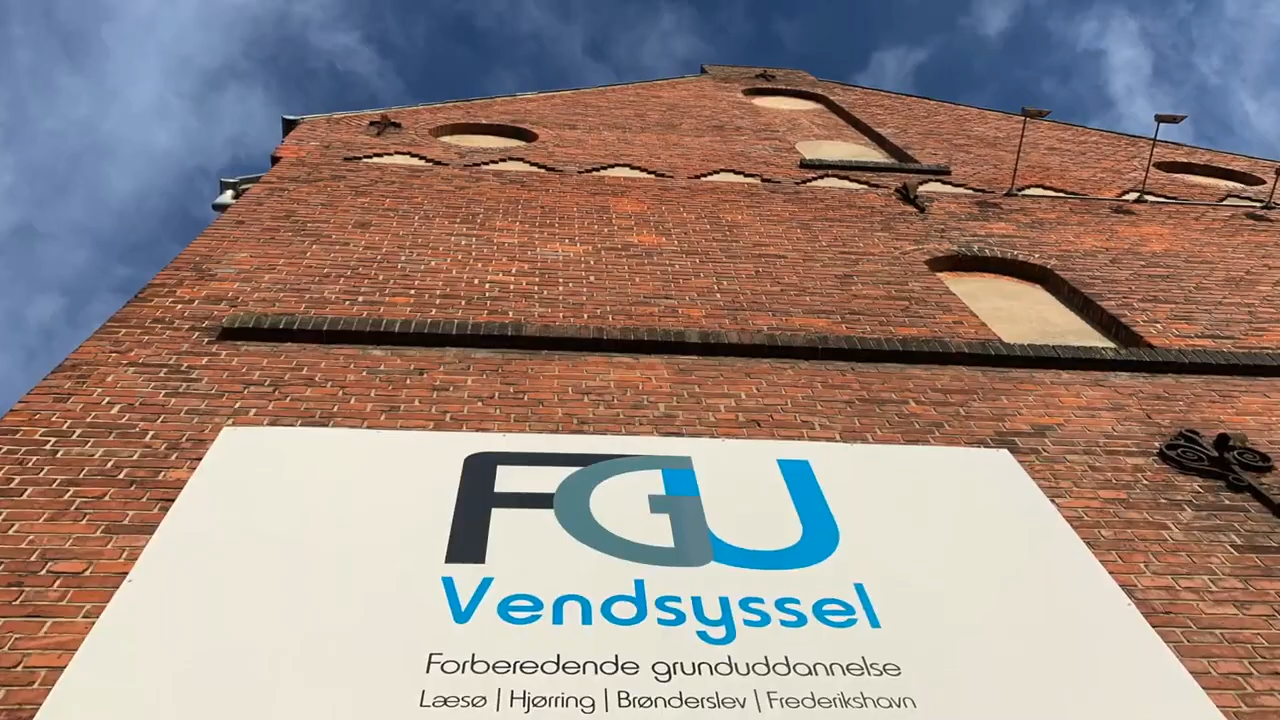 FGU
Vendsyssel
Forberedende grunduddannelse
Læsø | Hjørring | Brønderslev | Frederikshavn